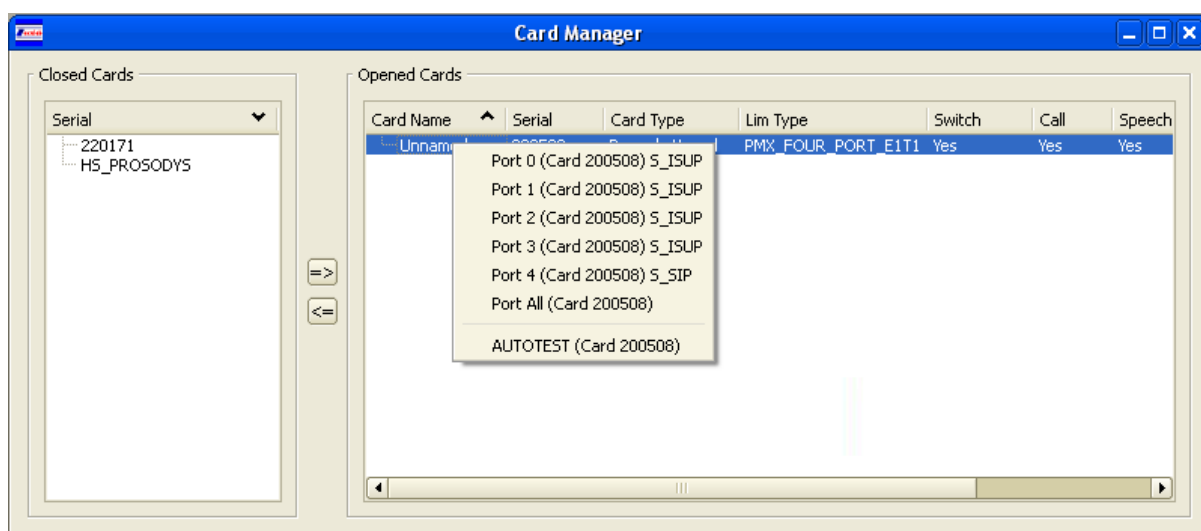 Card Manager
Closed Cards
Opened Cards
Serial
220171
HS_PROSODYS
=>
<=
Card Name Serial Card Type Lim Type Switch Call Speech
PMX_FOUR_PORT_E1T1 Yes Yes Yes
Port 0 (Card 200508) S_ISUP
Port 1 (Card 200508) S_ISUP
Port 2 (Card 200508) S_ISUP
Port 3 (Card 200508) S_ISUP
Port 4 (Card 200508) S_SIP
Port All (Card 200508)
AUTOTEST (Card 200508)